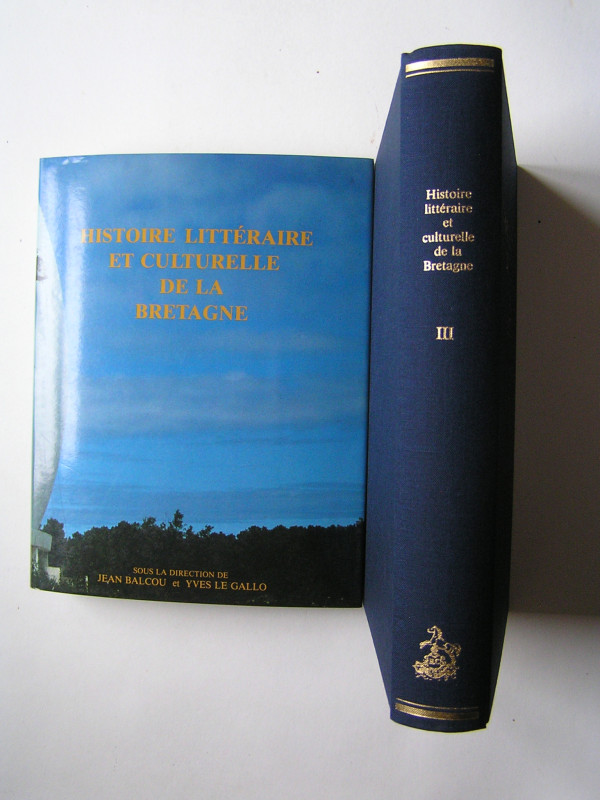 HISTOIRE LITTÉRAIRE
ET CULTURELLE
DE LA
BRETAGNE
SOUS LA DIRECTION DE
JEAN BALCOU et YVES LE GALLO
Histoire
littéraire
et
culturelle
de la
Bretagne
III